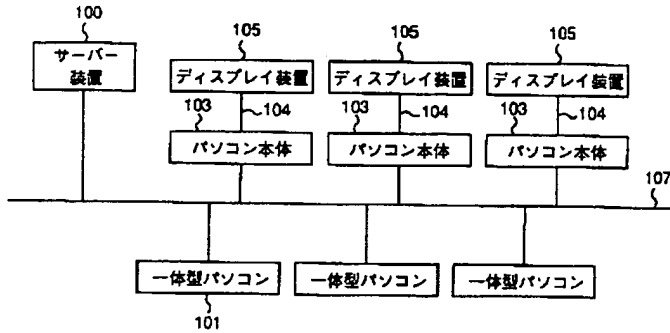 100
サーバー
装置
105
ディスプレイ装置
105
ディスプレイ装置
105
ディスプレイ装置
103
104
103
104
103
104
パソコン本体
パソコン本体
パソコン本体
107
一体型パソコン
一体型パソコン
一体型パソコン
101